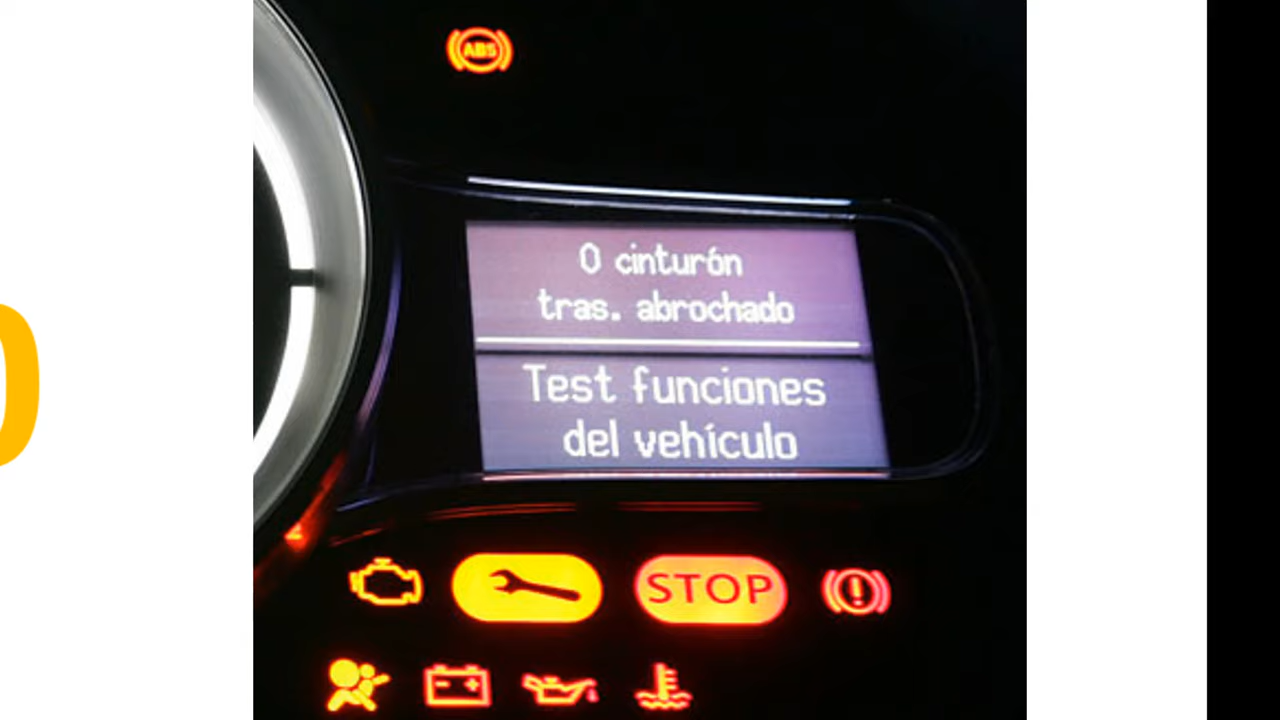 ABS
0 cinturón
tras. abrochado
Test funciones
del vehículo
STOP